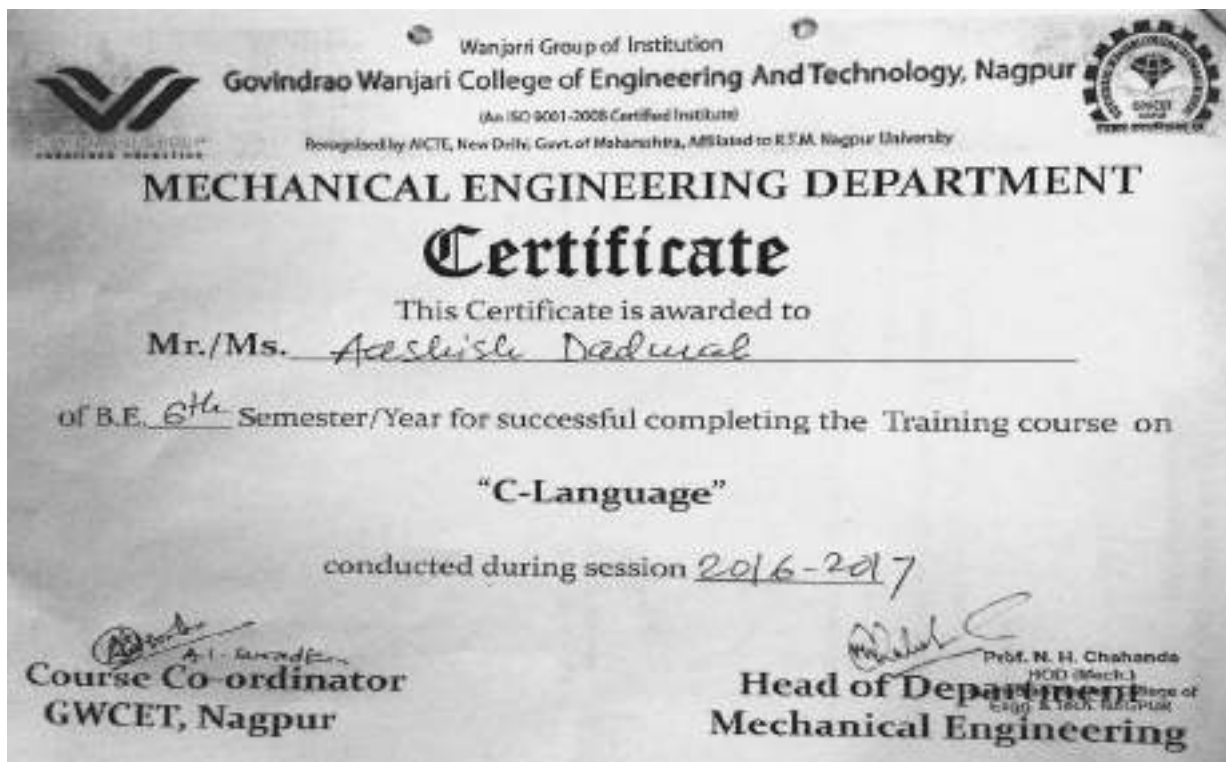 Wanjarri Group of Institution
Govindrao Wanjari College of Engineering And Technology, Nagpur
(An ISO 9001-2008 Certified Institute)
Recognised by AICTE, New Delhi, Govt. of Maharashtra, Affiliated to R.T.M. Nagpur University
MECHANICAL ENGINEERING DEPARTMENT
Certificate
This Certificate is awarded to
Mr./Ms. Aashish Dadmal
of B.E. 6th Semester/Year for successful completing the Training course on
“C-Language”
conducted during session 2016-2017
Course Co-ordinator
GWCET, Nagpur
Prof. N. H. Chahande
HOD (Mech.)
Head of Department
Mechanical Engineering